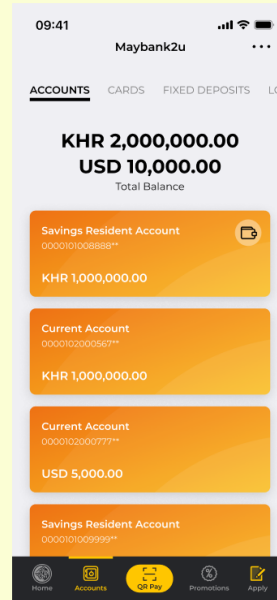 09:41
Maybank2u
ACCOUNTS CARDS FIXED DEPOSITS
KHR 2,000,000.00
USD 10,000.00
Total Balance
Savings Resident Account
0000101008888**
KHR 1,000,000.00
Current Account
0000102000567**
KHR 1,000,000.00
Current Account
0000102000777**
USD 5,000.00
Savings Resident Account
0000101009999**
Home Accounts QR Pay Promotions Apply